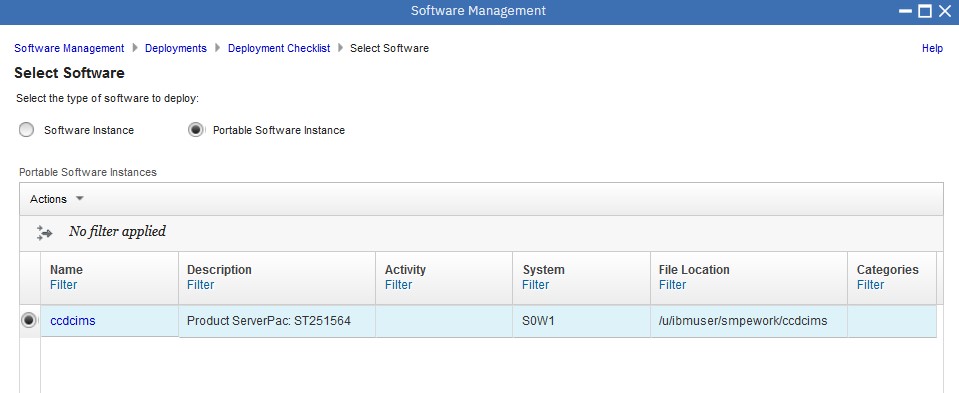 Software Management
Software Management Deployments Deployment Checklist Select Software Help
Select Software
Select the type of software to deploy:
Software Instance Portable Software Instance
Portable Software Instances
Actions
No filter applied
Name Description Activity System File Location Categories
Filter Filter Filter Filter Filter Filter
ccdcims Product ServerPac: ST251564 S0W1 /u/ibmuser/smpework/ccdcims